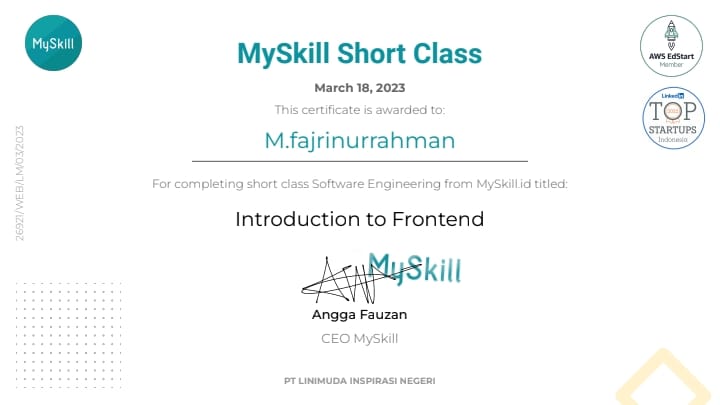 MySkill
MySkill Short Class
AWS EdStart
Member
March 18, 2023
This certificate is awarded to:
LinkedIn
TOP
STARTUPS
Indonesia
M.fajrinurrahman
26921/WEB/LM/03/2023
For completing short class Software Engineering from MySkill.id titled:
Introduction to Frontend
MySkill
Angga Fauzan
CEO MySkill
PT LINIMUDA INSPIRASI NEGERI